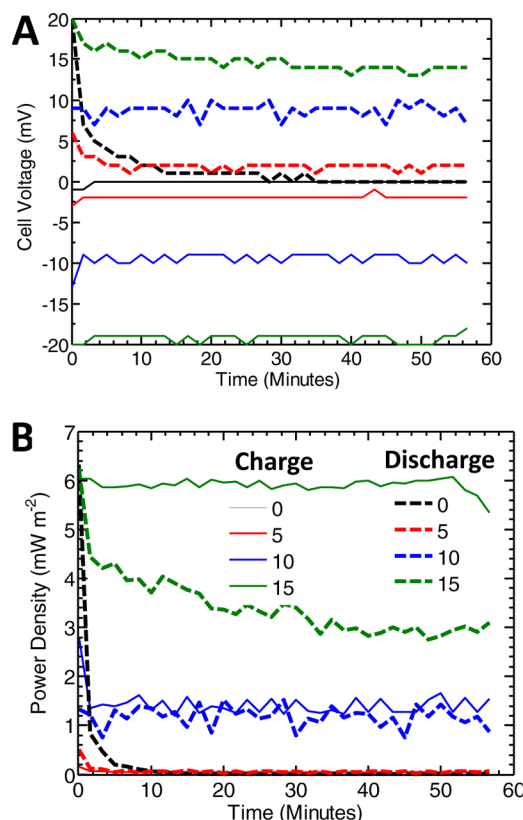 A
20
15
10
5
0
-5
-10
-15
-20
Cell Voltage (mV)
0 10 20 30 40 50 60
Time (Minutes)
B
7
6
5
4
3
2
1
0
Power Density (mW m-2)
Charge Discharge
0 0
5 5
10 10
15 15
0 10 20 30 40 50 60
Time (Minutes)